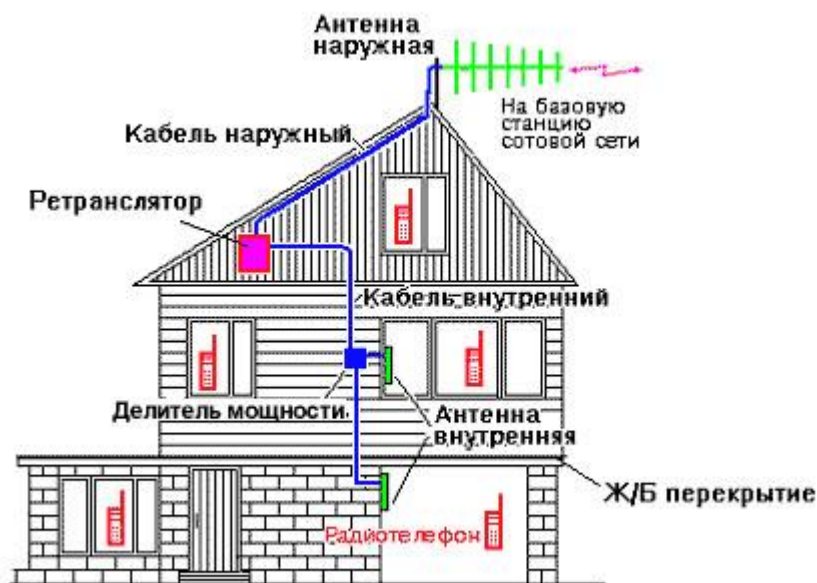 Антенна
наружная
На базовую
станцию
сотовой сети
Кабель наружный
Ретранслятор
Кабель внутренний
Делитель мощности
Антенна
внутренняя
Ж/Б перекрытие
Радиотелефон